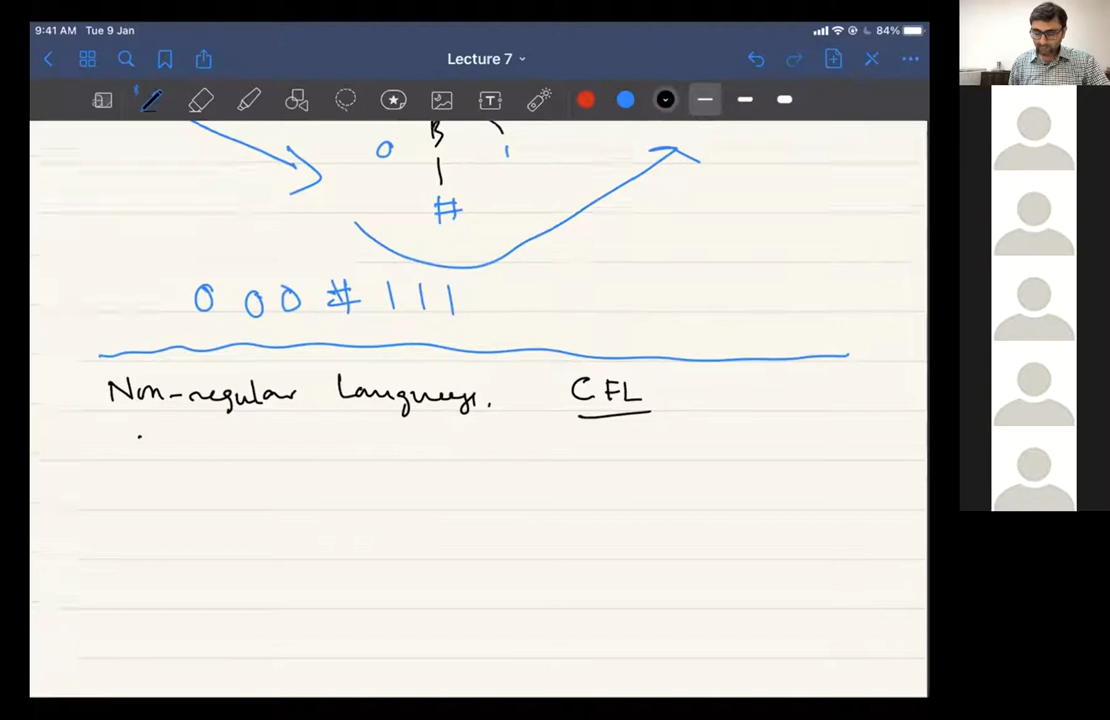 9:41 AM Tue 9 Jan 84%
Lecture 7
B
0 1
#
0 0 0 # 1 1 1
Non-regular Languages. CFL